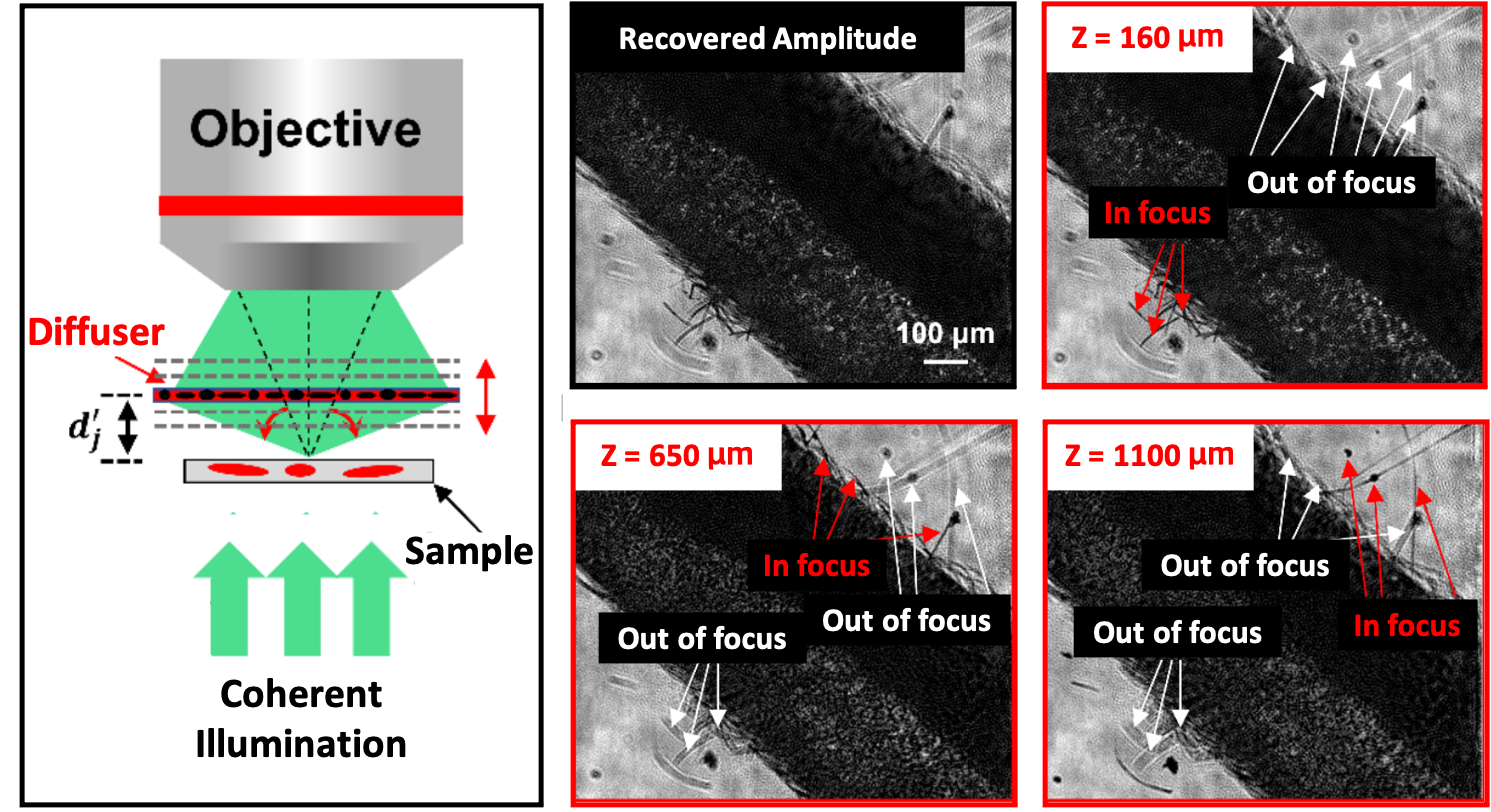 Objective
Diffuser
d′j
Sample
Coherent
Illumination
Recovered Amplitude
100 μm
Z = 160 μm
Out of focus
In focus
Z = 650 μm
In focus
Out of focus
Out of focus
Z = 1100 μm
Out of focus
Out of focus
In focus